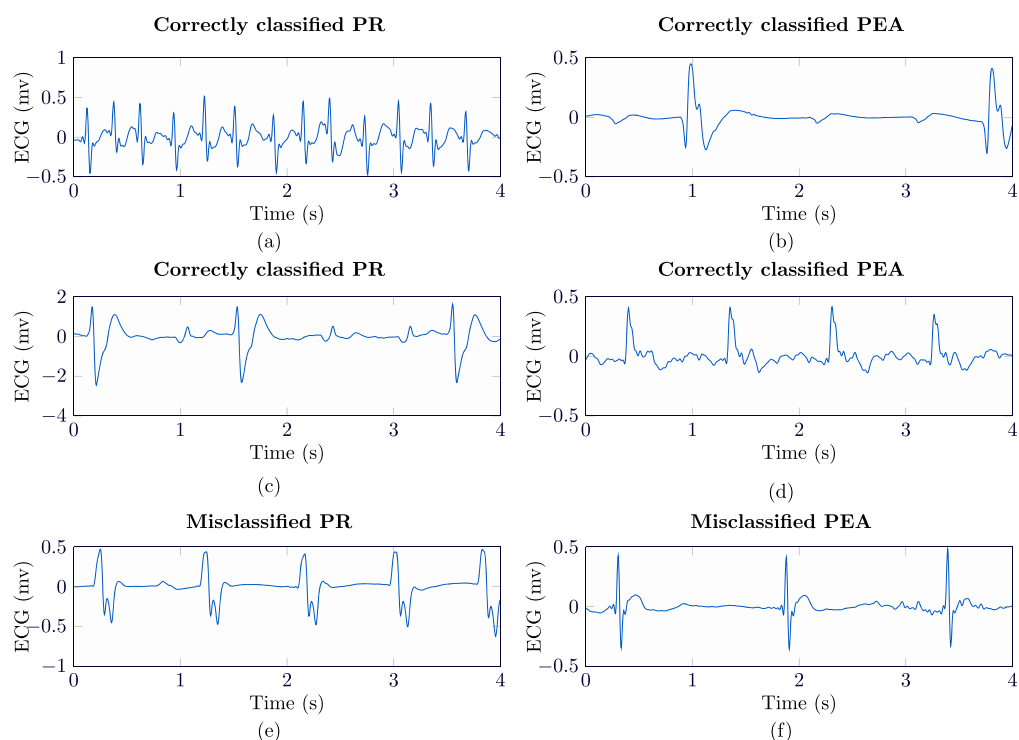 Correctly classified PR
1
0.5
0
−0.5
ECG (mv)
0 1 2 3 4
Time (s)
(a)
Correctly classified PEA
0.5
0
−0.5
ECG (mv)
0 1 2 3 4
Time (s)
(b)
Correctly classified PR
2
0
−2
−4
ECG (mv)
0 1 2 3 4
Time (s)
(c)
Correctly classified PEA
0.5
0
−0.5
ECG (mv)
0 1 2 3 4
Time (s)
(d)
Misclassified PR
0.5
0
−0.5
−1
ECG (mv)
0 1 2 3 4
Time (s)
(e)
Misclassified PEA
0.5
0
−0.5
ECG (mv)
0 1 2 3 4
Time (s)
(f)